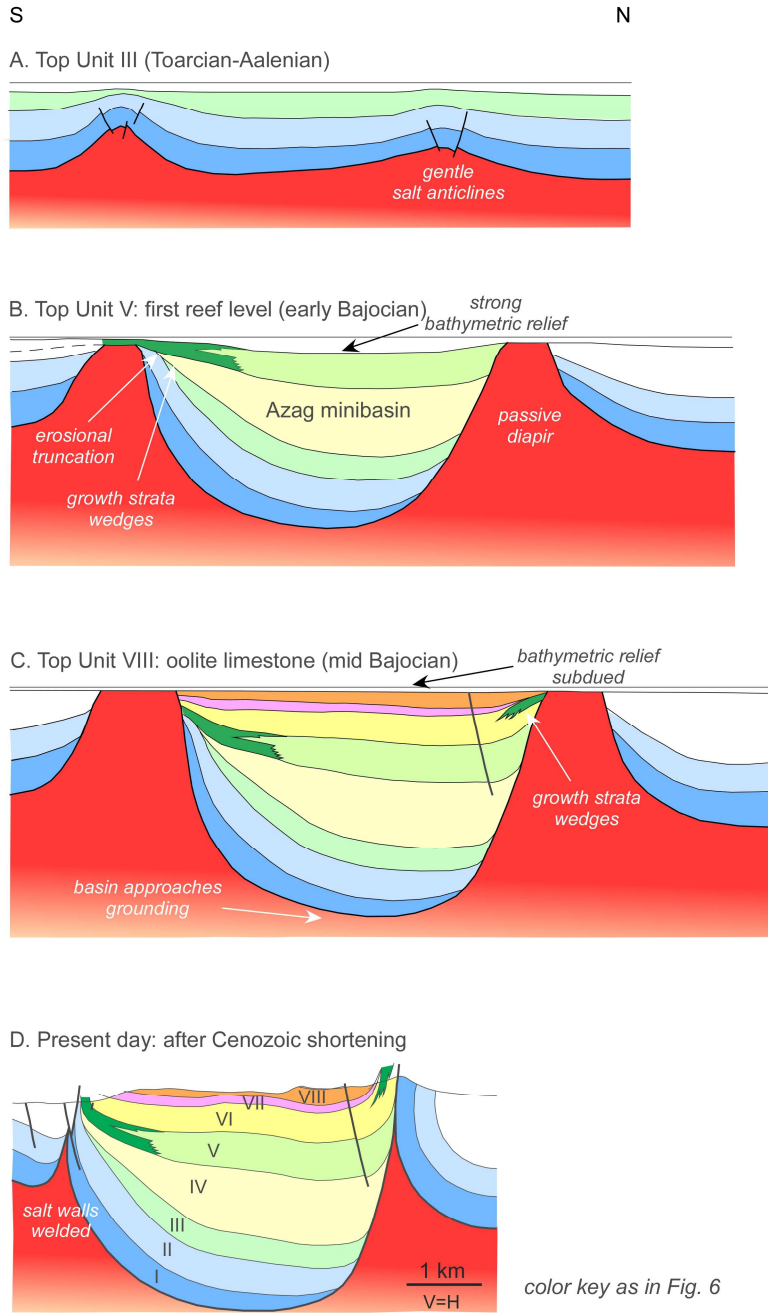 S
N
A. Top Unit III (Toarcian-Aalenian)
gentle
salt anticlines
B. Top Unit V: first reef level (early Bajocian)
strong
bathymetric relief
Azag minibasin
erosional
truncation
passive
diapir
growth strata
wedges
C. Top Unit VIII: oolite limestone (mid Bajocian)
bathymetric relief
subdued
growth strata
wedges
basin approaches
grounding
D. Present day: after Cenozoic shortening
VIII
VII
VI
V
IV
salt walls
welded
III
II
I
1 km
V=H
color key as in Fig. 6